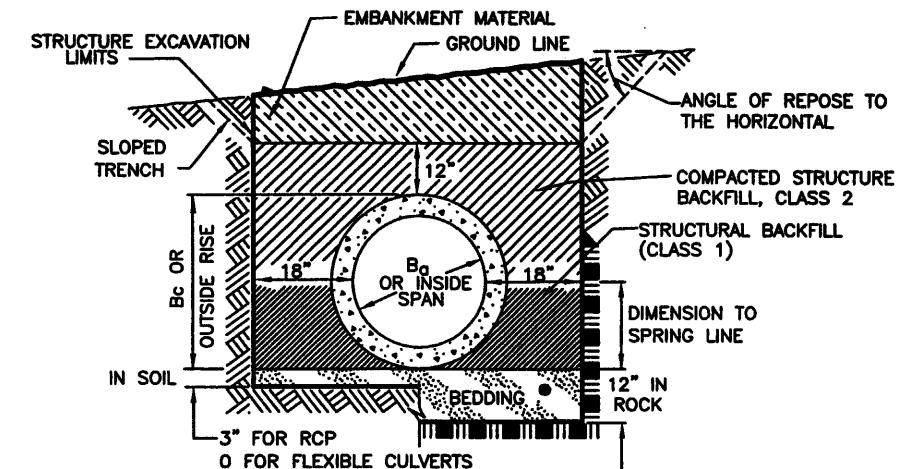 EMBANKMENT MATERIAL
STRUCTURE EXCAVATION
LIMITS
GROUND LINE
ANGLE OF REPOSE TO
THE HORIZONTAL
SLOPED
TRENCH
12"
COMPACTED STRUCTURE
BACKFILL, CLASS 2
STRUCTURAL BACKFILL
(CLASS 1)
Bc OR
OUTSIDE RISE
18"
Ba
OR INSIDE
SPAN
18"
DIMENSION TO
SPRING LINE
IN SOIL
BEDDING
12" IN
ROCK
3" FOR RCP
0 FOR FLEXIBLE CULVERTS